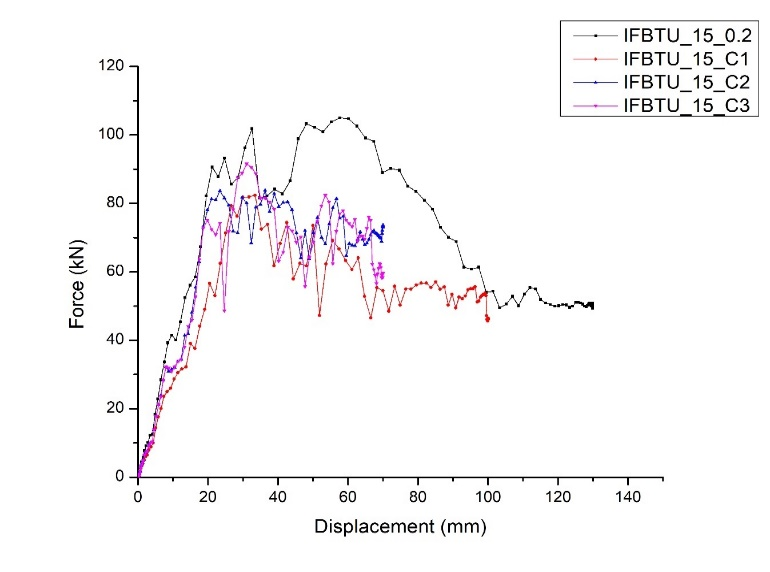 IFBTU_15_0.2
IFBTU_15_C1
IFBTU_15_C2
IFBTU_15_C3
120
100
80
60
40
20
0
Force (kN)
0 20 40 60 80 100 120 140
Displacement (mm)